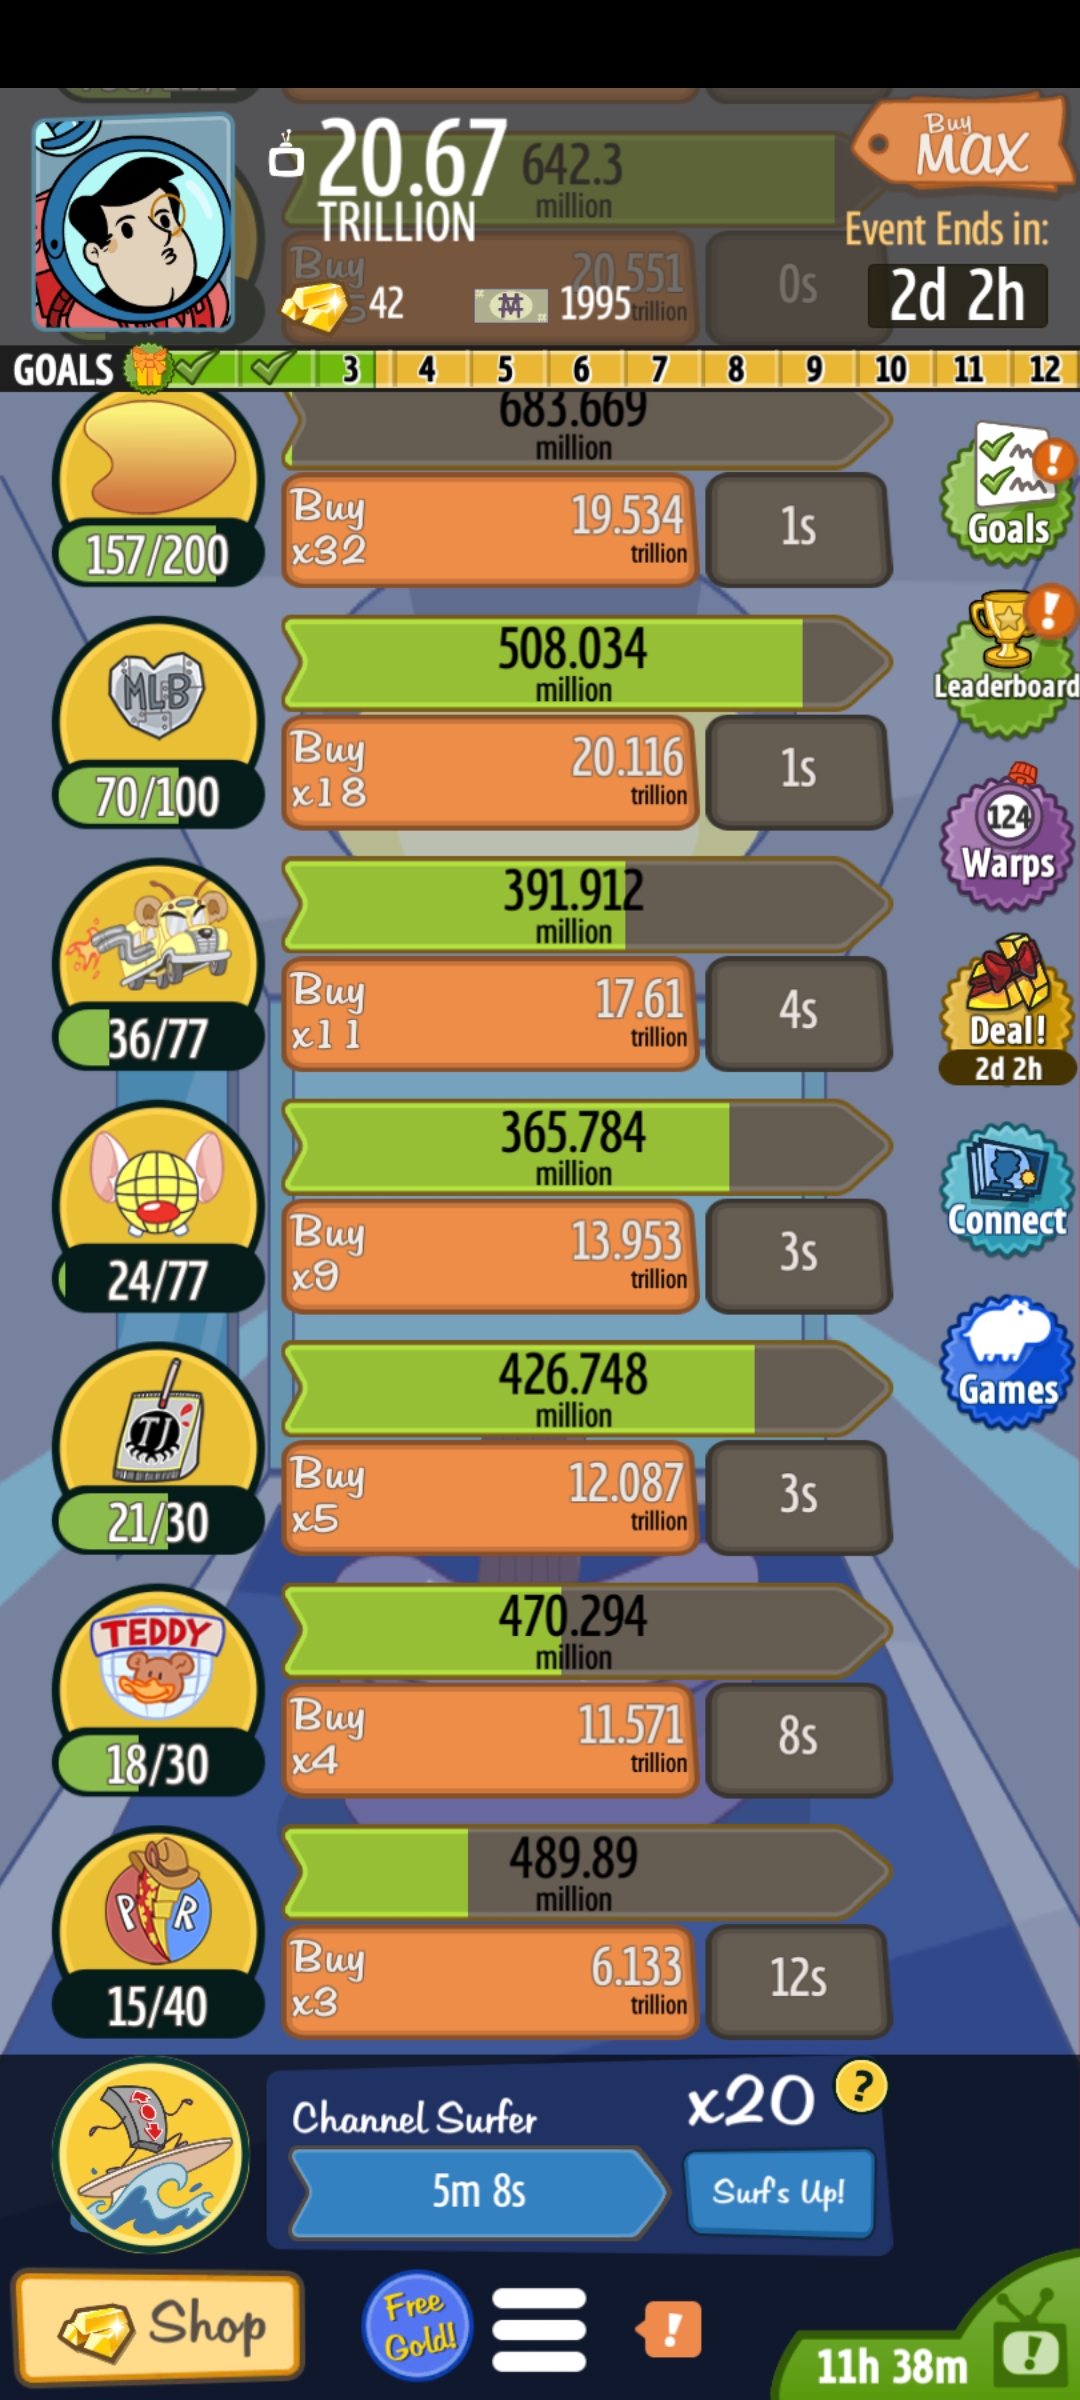 20.67
TRILLION
642.3
million
Buy
MAX
Event Ends in:
2d 2h
Buy
20.551
trillion
0s
42
1995
GOALS
3 4 5 6 7 8 9 10 11 12
683.669
million
157/200
Buy
x32
19.534
trillion
1s
Goals
MLB
70/100
508.034
million
Buy
x18
20.116
trillion
1s
Leaderboard
36/77
391.912
million
Buy
x11
17.61
trillion
4s
124
Warps
Deal!
2d 2h
24/77
365.784
million
Buy
x9
13.953
trillion
3s
Connect
TJ
21/30
426.748
million
Buy
x5
12.087
trillion
3s
Games
TEDDY
18/30
470.294
million
Buy
x4
11.571
trillion
8s
P R
15/40
489.89
million
Buy
x3
6.133
trillion
12s
Channel Surfer
x20
?
5m 8s
Surf's Up!
Shop
Free
Gold!
!
11h 38m
!